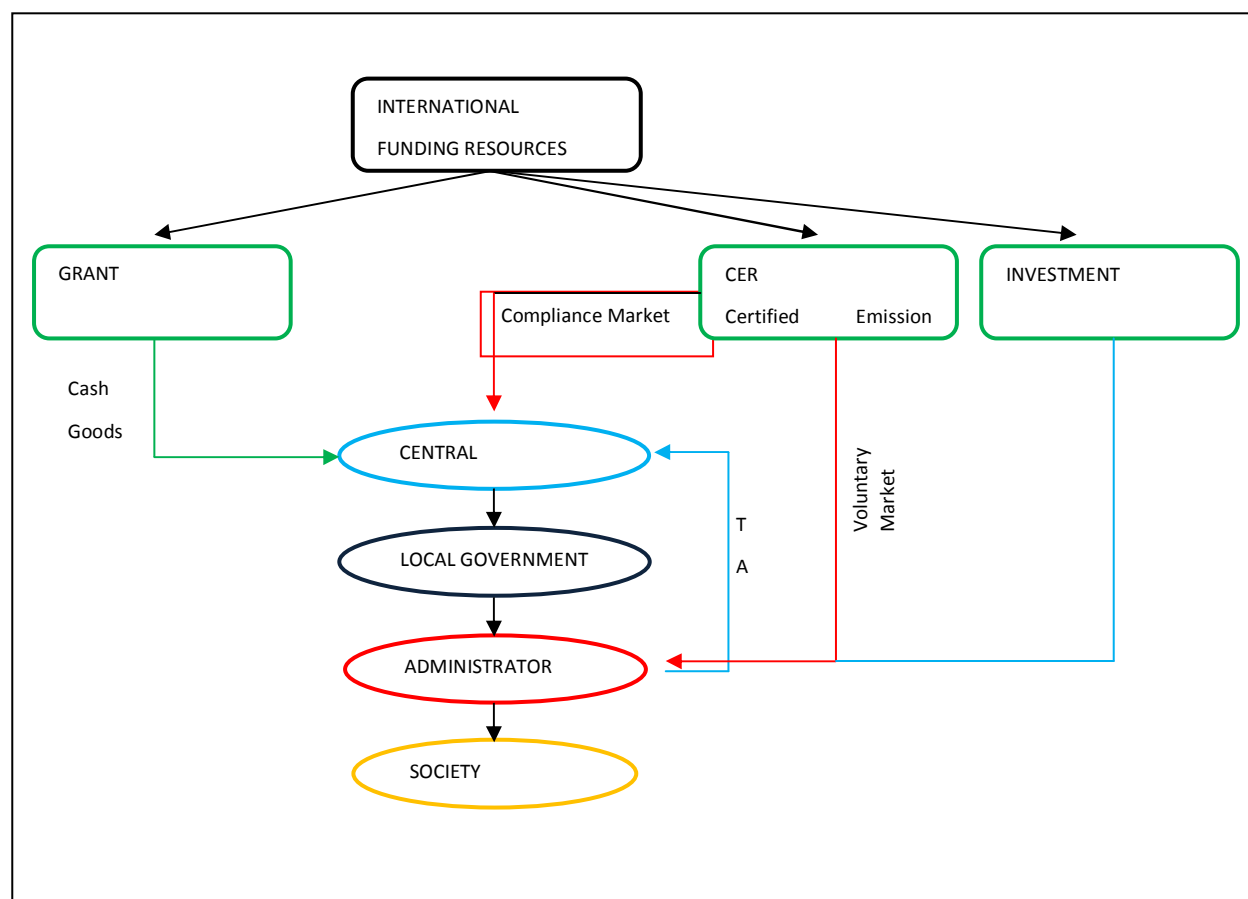 INTERNATIONAL
FUNDING RESOURCES
GRANT
CER
Certified Emission
INVESTMENT
Compliance Market
Cash
Goods
CENTRAL
Voluntary
Market
T
A
LOCAL GOVERNMENT
ADMINISTRATOR
SOCIETY